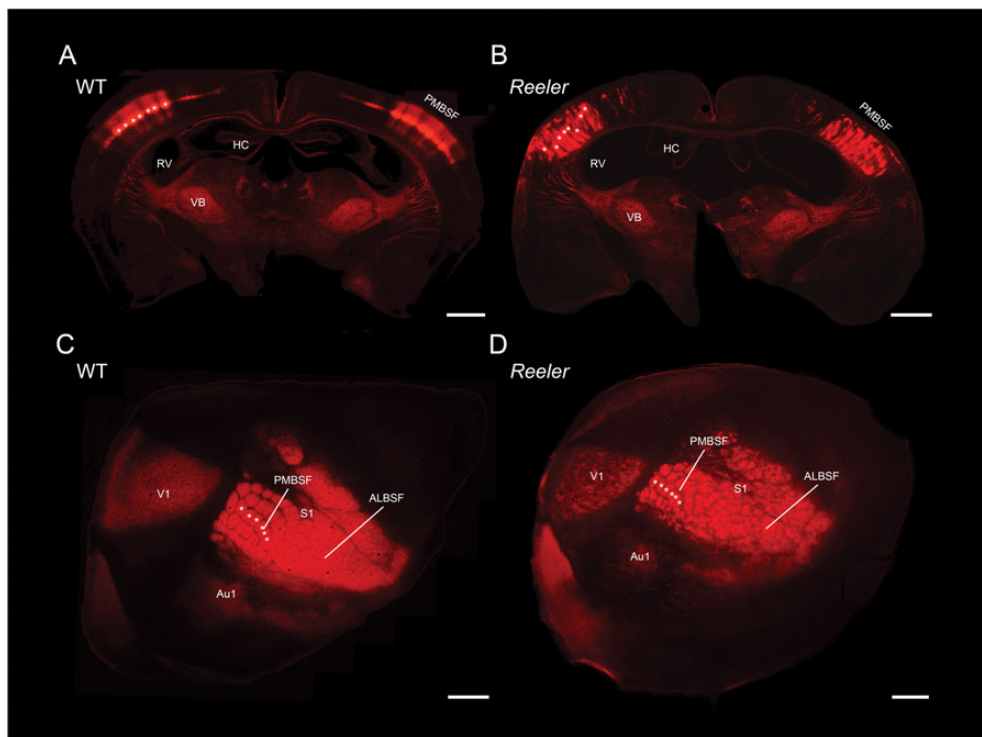 A
WT
PMBSF
HC
RV
VB
B
Reeler
PMBSF
HC
RV
VB
C
WT
V1
PMBSF
S1
ALBSF
Au1
D
Reeler
V1
PMBSF
S1
ALBSF
Au1